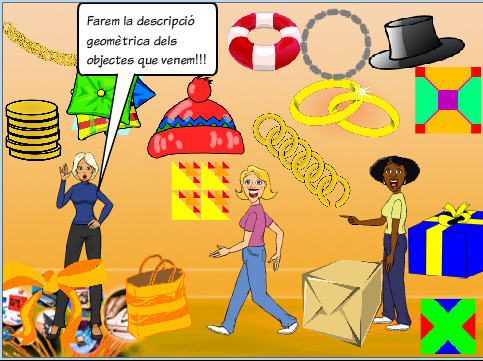 Farem la descripció
geomètrica dels
objectes que venem!!!